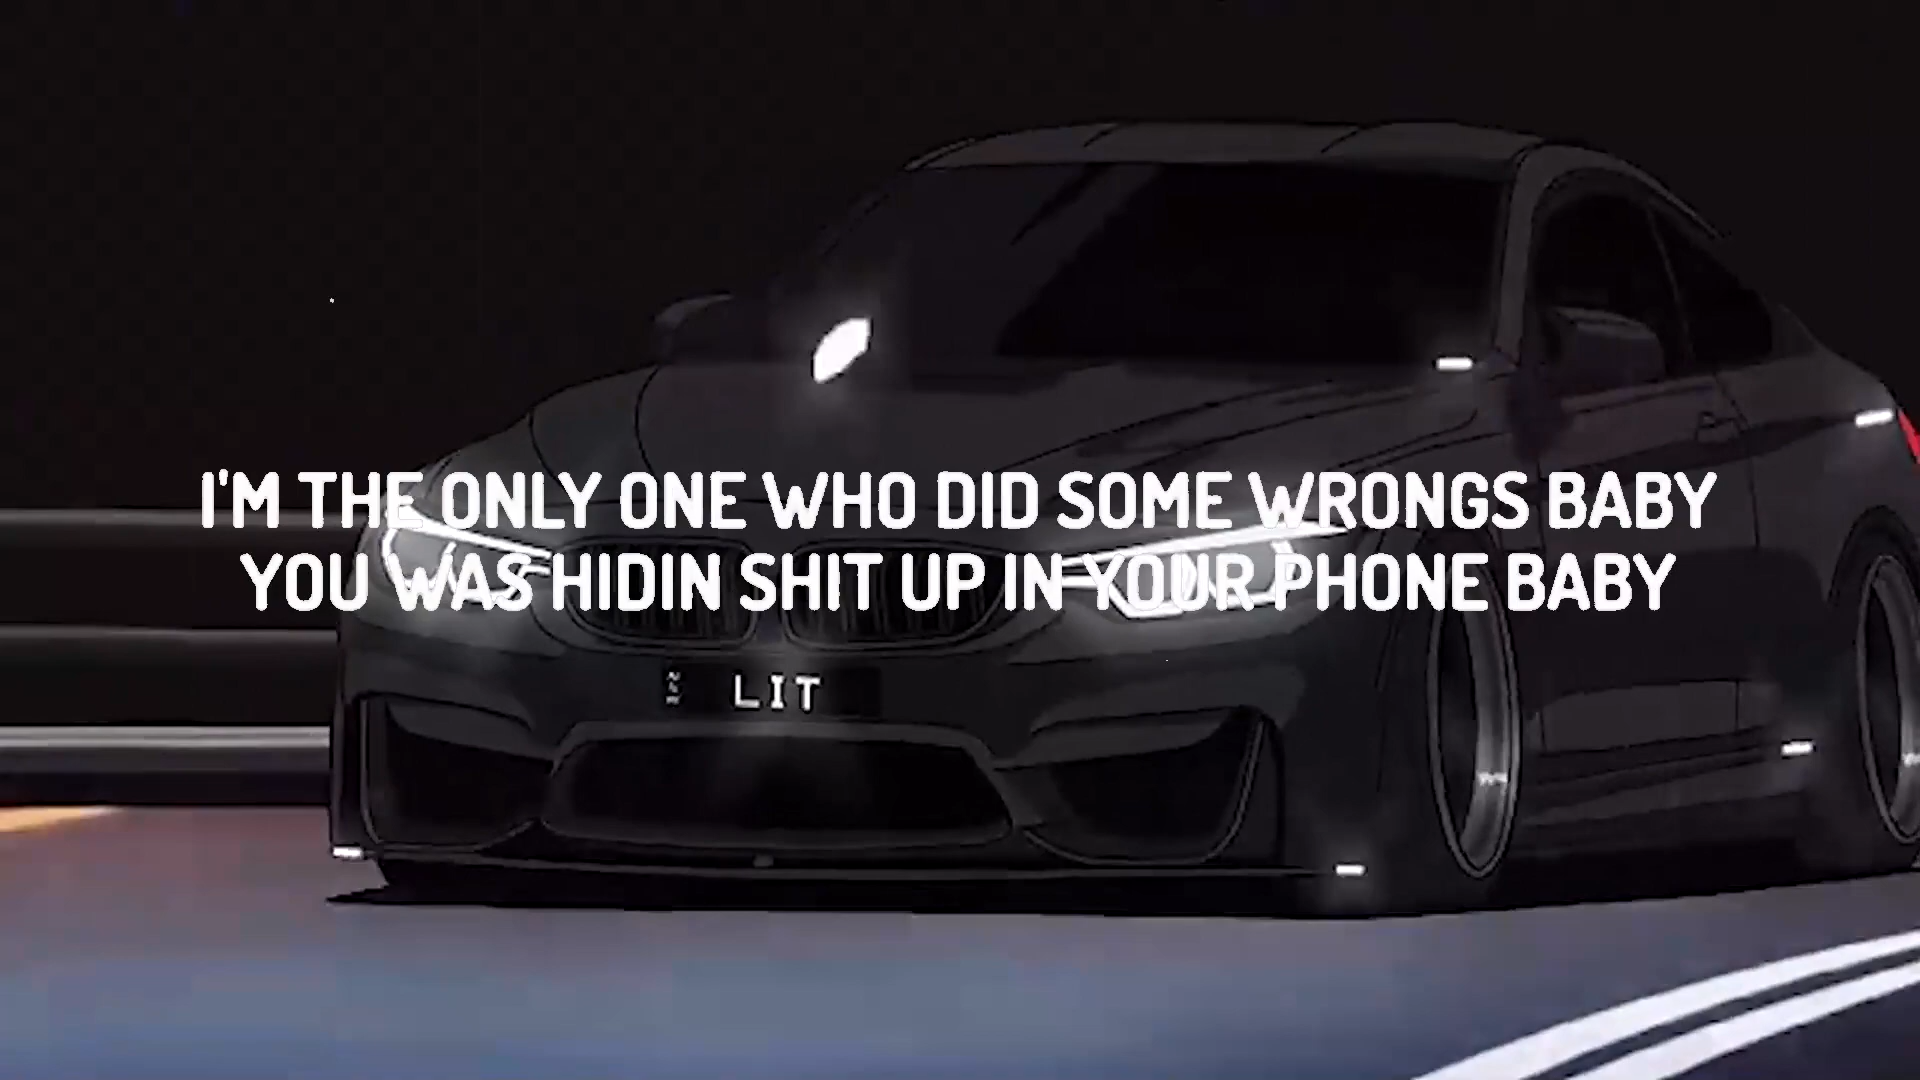 I'M THE ONLY ONE WHO DID SOME WRONGS BABY
YOU WAS HIDIN SHIT UP IN YOUR PHONE BABY
LIT